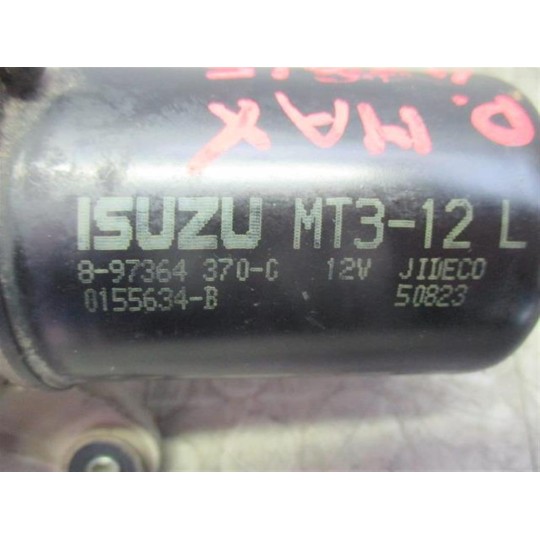 D.MAX
ISUZU MT3-12 L
8-97364 370-C 12V JIDECO
0155634-B 50823